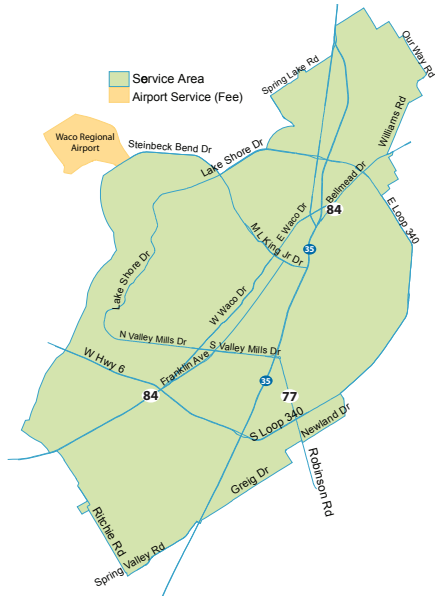 Our Way Rd
Spring Lake Rd
Service Area
Airport Service (Fee)
Williams Rd
Waco Regional
Airport
Steinbeck Bend Dr
Lake Shore Dr
Bellmead Dr
84
E Loop 340
E Waco Dr
M L King Jr Dr
35
Lake Shore Dr
W Waco Dr
N Valley Mills Dr
S Valley Mills Dr
W Hwy 6
Franklin Ave
35
84
77
S Loop 340
Newland Dr
Robinson Rd
Greig Dr
Ritchie Rd
Spring Valley Rd